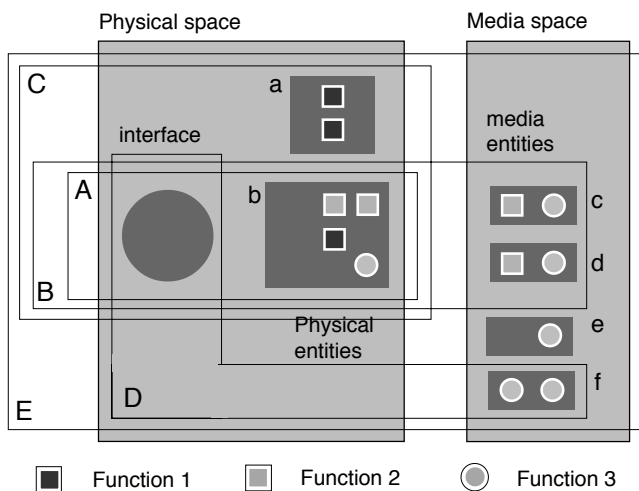 Physical space
Media space
C
a
interface
media
entities
A
b
c
d
B
Physical
entities
e
D
f
E
Function 1
Function 2
Function 3